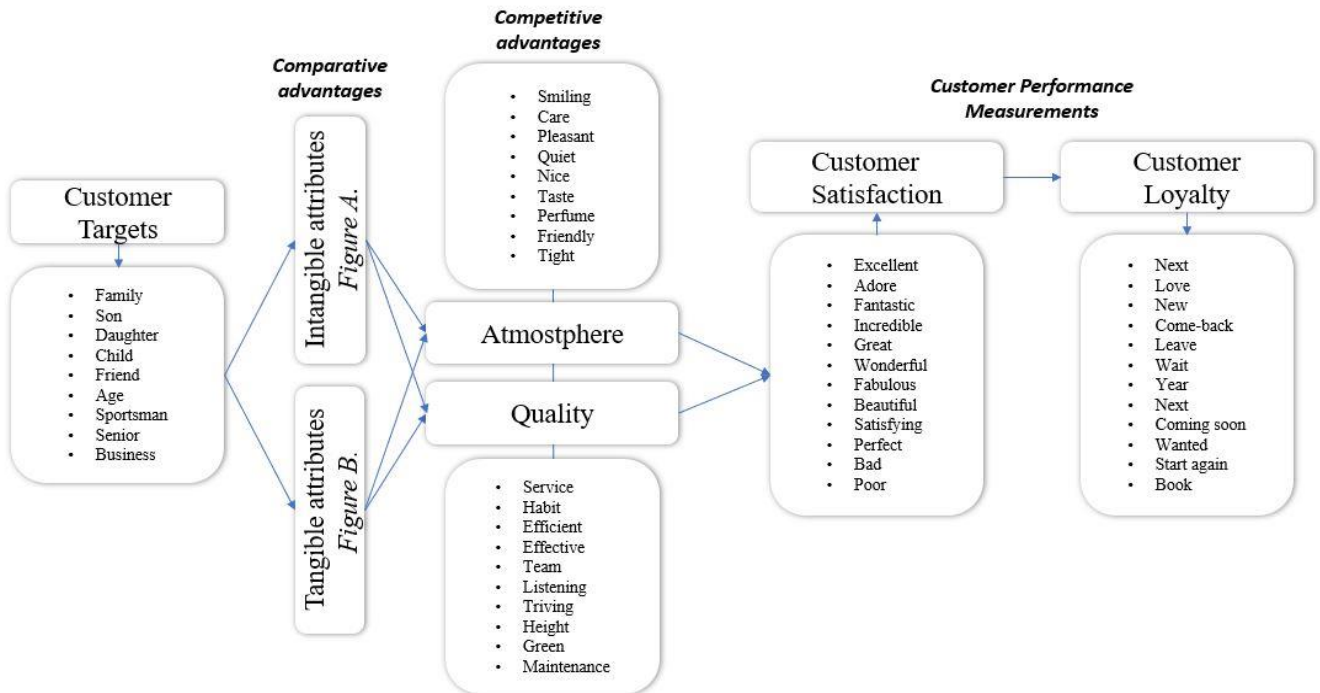 Competitive
advantages
Comparative
advantages
Customer Performance
Measurements
Customer
Targets
• Family
• Son
• Daughter
• Child
• Friend
• Age
• Sportsman
• Senior
• Business
Intangible attributes
Figure A.
Tangible attributes
Figure B.
• Smiling
• Care
• Pleasant
• Quiet
• Nice
• Taste
• Perfume
• Friendly
• Tight
Atmostphere
Quality
• Service
• Habit
• Efficient
• Effective
• Team
• Listening
• Triving
• Height
• Green
• Maintenance
Customer
Satisfaction
• Excellent
• Adore
• Fantastic
• Incredible
• Great
• Wonderful
• Fabulous
• Beautiful
• Satisfying
• Perfect
• Bad
• Poor
Customer
Loyalty
• Next
• Love
• New
• Come-back
• Leave
• Wait
• Year
• Next
• Coming soon
• Wanted
• Start again
• Book